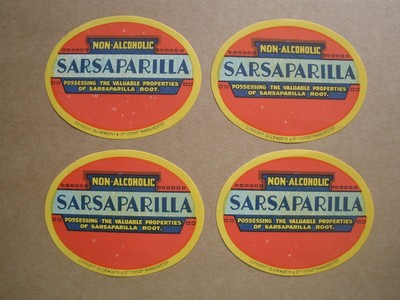 NON-ALCOHOLIC
SARSAPARILLA
POSSESSING THE VALUABLE PROPERTIES
OF SARSAPARILLA ROOT.
NON-ALCOHOLIC
SARSAPARILLA
POSSESSING THE VALUABLE PROPERTIES
OF SARSAPARILLA ROOT.
NON-ALCOHOLIC
SARSAPARILLA
POSSESSING THE VALUABLE PROPERTIES
OF SARSAPARILLA ROOT.
NON-ALCOHOLIC
SARSAPARILLA
POSSESSING THE VALUABLE PROPERTIES
OF SARSAPARILLA ROOT.